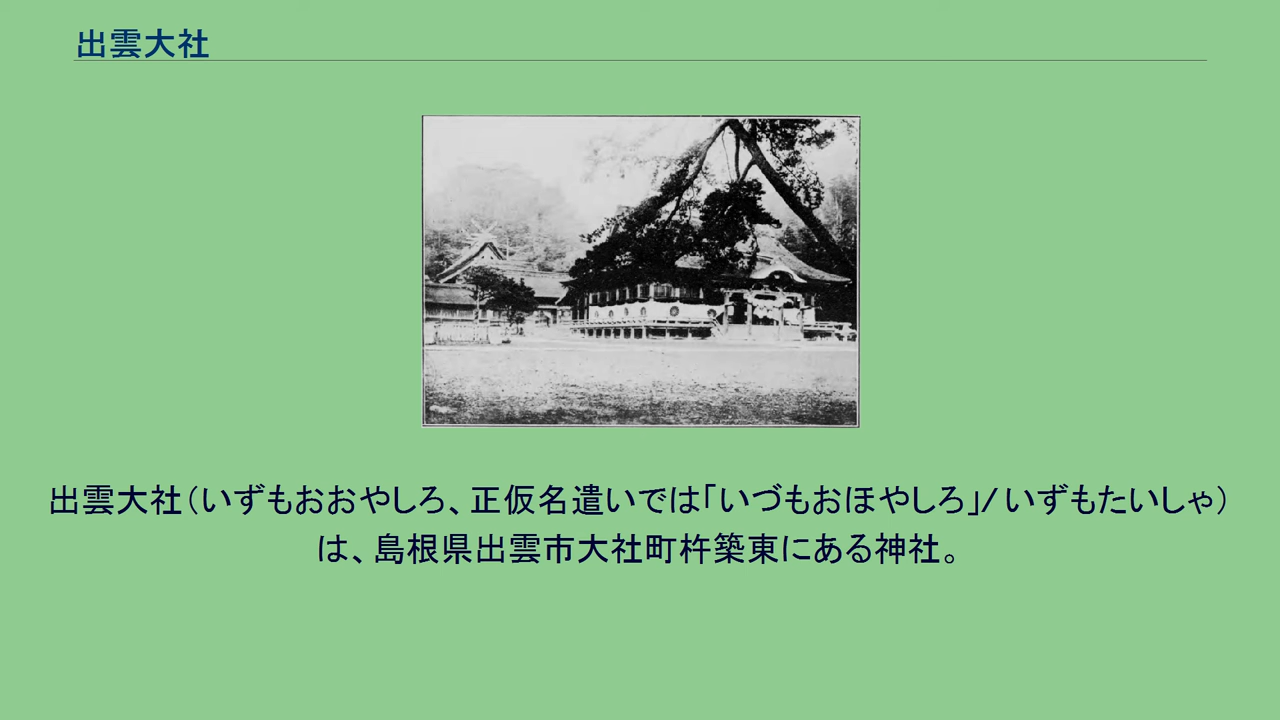 出雲大社
出雲大社（いずもおおやしろ、正仮名遣いでは「いづもおほやしろ」/いずもたいしゃ）
は、島根県出雲市大社町杵築東にある神社。